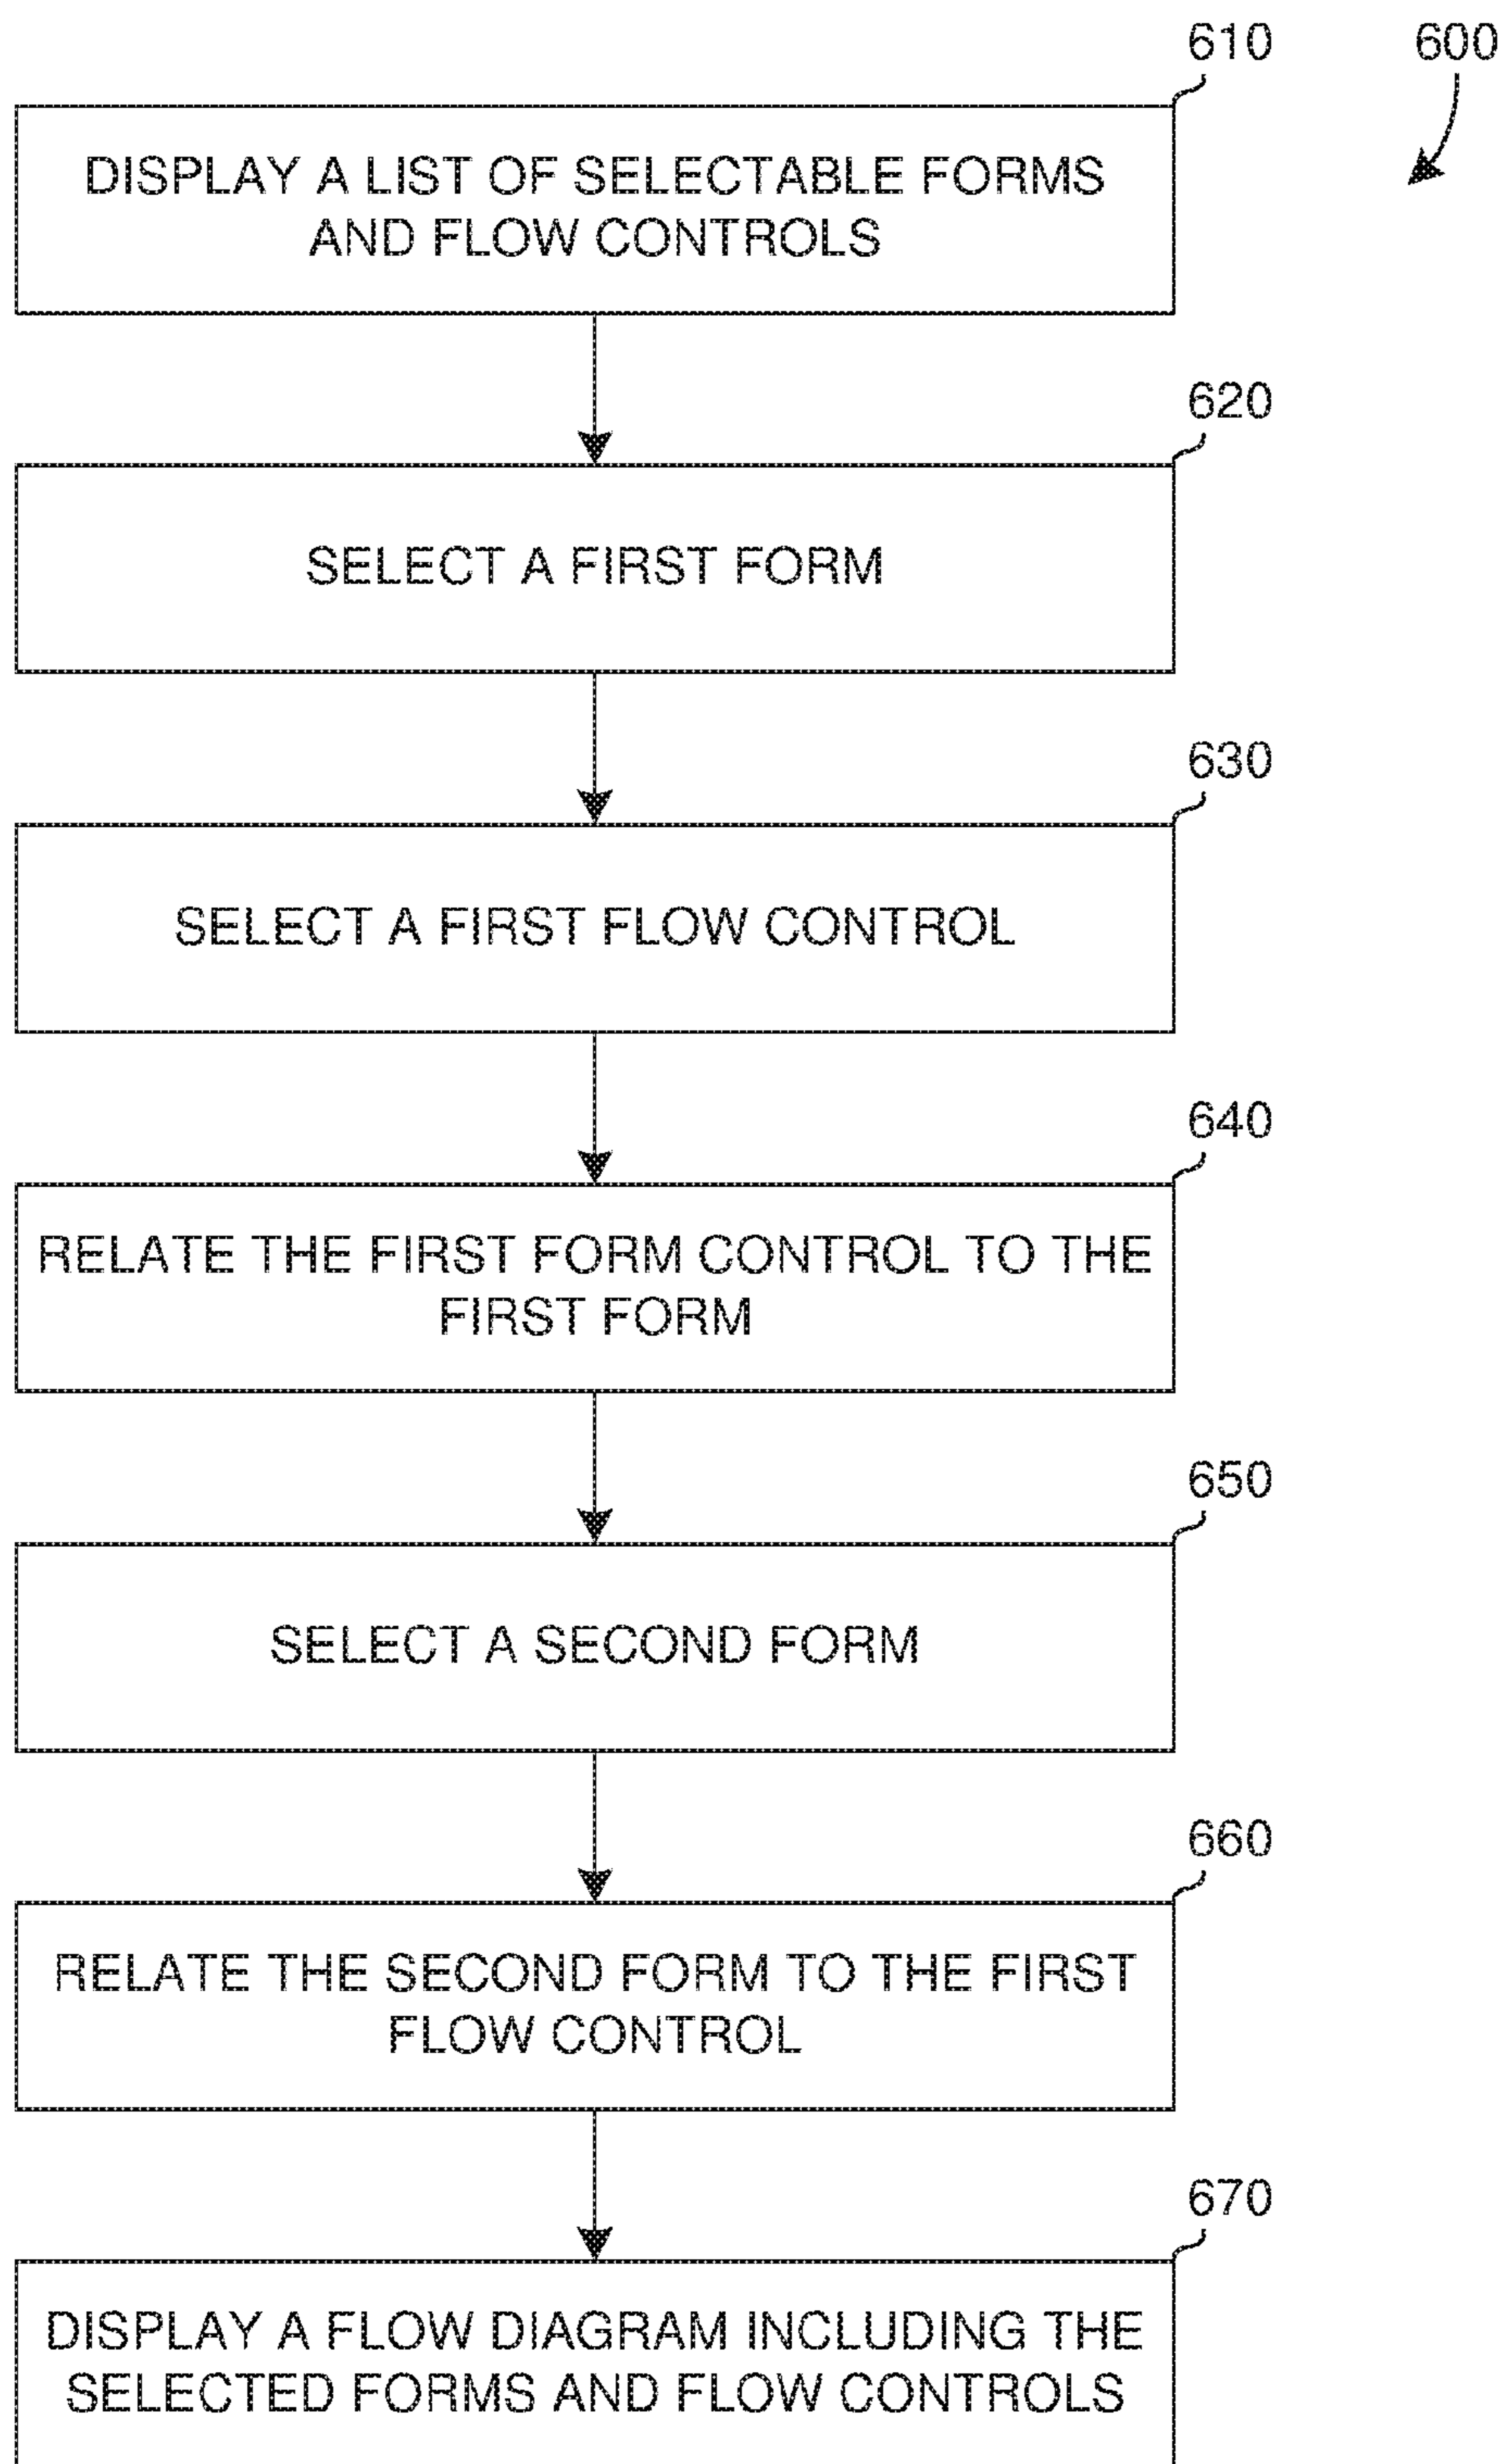 610
600
DISPLAY A LIST OF SELECTABLE FORMS
AND FLOW CONTROLS
620
SELECT A FIRST FORM
630
SELECT A FIRST FLOW CONTROL
640
RELATE THE FIRST FORM CONTROL TO THE
FIRST FORM
650
SELECT A SECOND FORM
660
RELATE THE SECOND FORM TO THE FIRST
FLOW CONTROL
670
DISPLAY A FLOW DIAGRAM INCLUDING THE
SELECTED FORMS AND FLOW CONTROLS